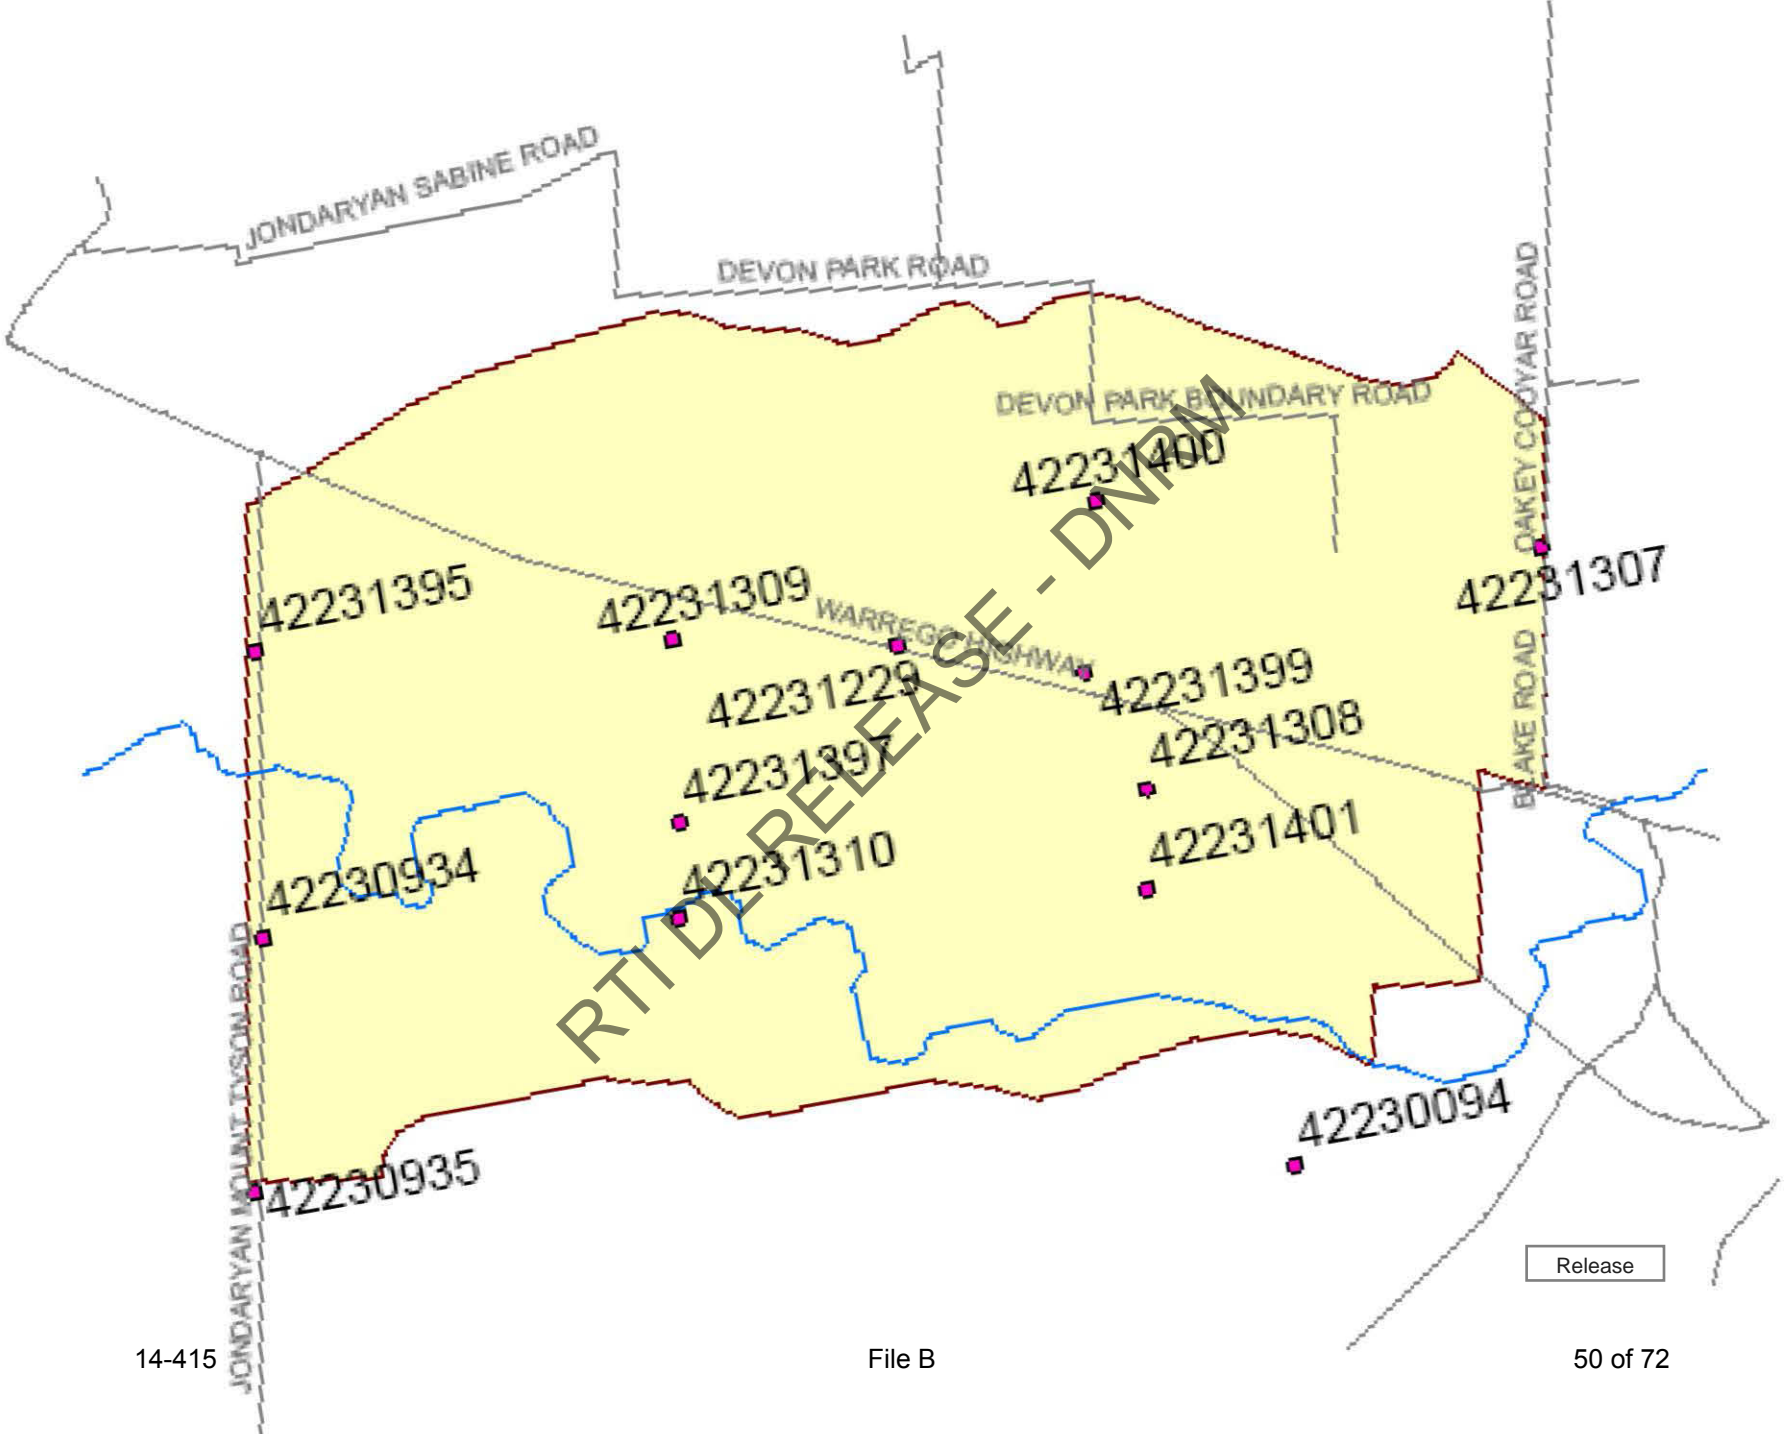 JONDARYAN SABINE ROAD
DEVON PARK ROAD
OAKEY COOYAR ROAD
DEVON PARK BOUNDARY ROAD
42231400
42231307
42231395
42231309
WARREGO HIGHWAY
42231229
42231399
42231308
BLAKE ROAD
42231397
42231401
42231310
42230934
RTI DL RELEASE - DNRM
JONDARYAN MOUNT TYSON ROAD
42230094
42230935
Release
14-415
File B
50 of 72